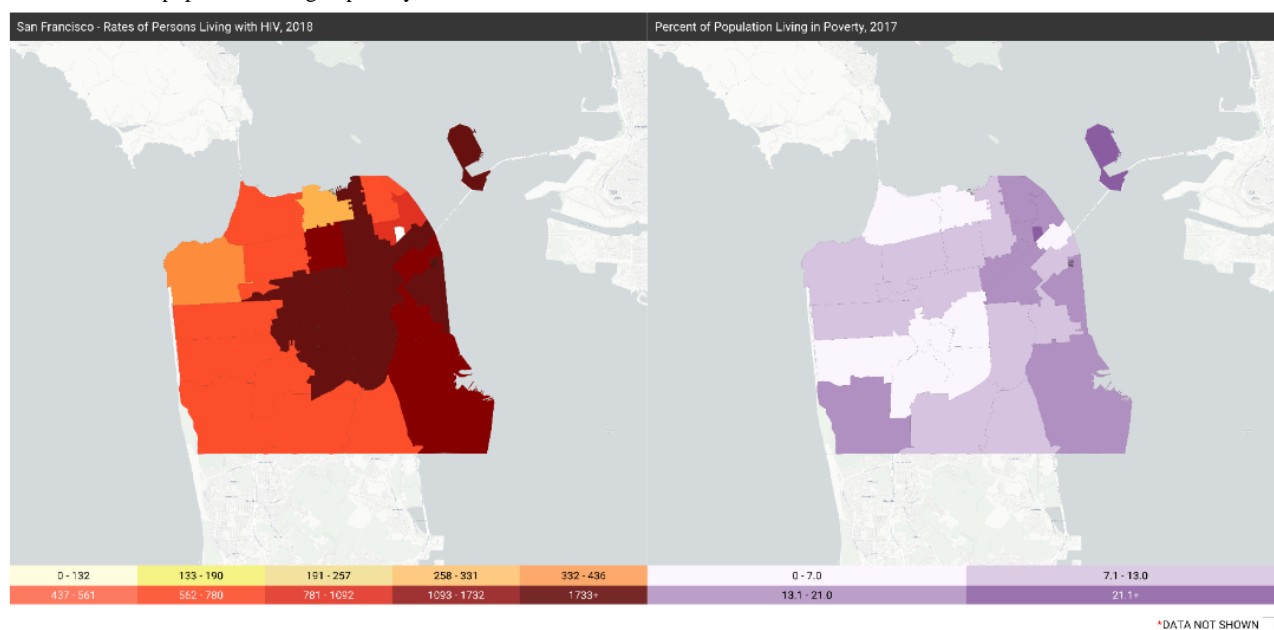 San Francisco - Rates of Persons Living with HIV, 2018
Percent of Population Living in Poverty, 2017
0 - 132
133 - 190
191 - 257
258 - 331
332 - 436
437 - 561
562 - 780
781 - 1092
1093 - 1732
1733+
0 - 7.0
7.1 - 13.0
13.1 - 21.0
21.1+
*DATA NOT SHOWN